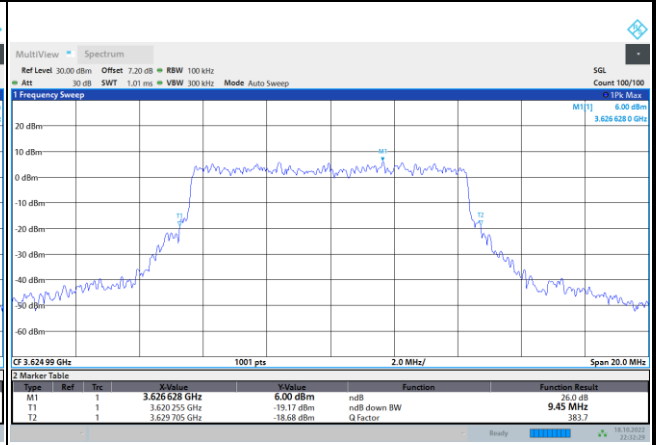 MultiView Spectrum
Ref Level 30.00 dBm Offset 7.20 dB RBW 100 kHz SGL
Att 30 dB SWT 1.01 ms VBW 300 kHz Mode Auto Sweep Count 100/100
1 Frequency Sweep 1Pk Max
M1[1] 6.00 dBm
3.626 628 0 GHz
20 dBm
M1
10 dBm
0 dBm
-10 dBm
T1 T2
-20 dBm
-30 dBm
-40 dBm
-50 dBm
-60 dBm
CF 3.624 99 GHz 1001 pts 2.0 MHz/ Span 20.0 MHz
2 Marker Table
Type Ref Trc X-Value Y-Value Function Function Result
M1 1 3.626 628 GHz 6.00 dBm ndB 26.0 dB
T1 1 3.620 255 GHz -19.17 dBm ndB down BW 9.45 MHz
T2 1 3.629 705 GHz -18.68 dBm Q Factor 383.7
Ready 18.10.2022
22:33:29